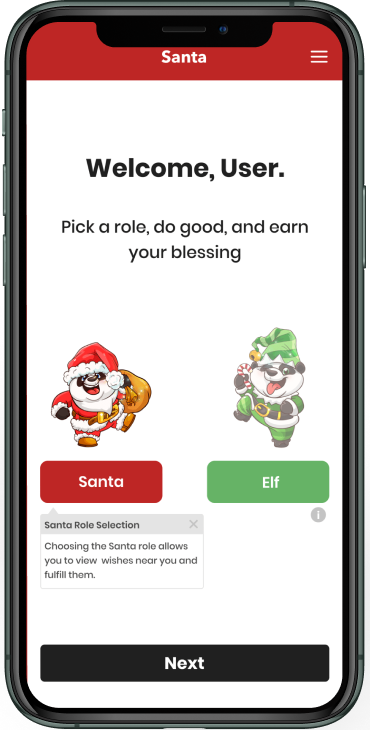 Santa
Welcome, User.
Pick a role, do good, and earn
your blessing
Santa
Elf
i
Santa Role Selection
Choosing the Santa role allows
you to view wishes near you and
fulfill them.
Next